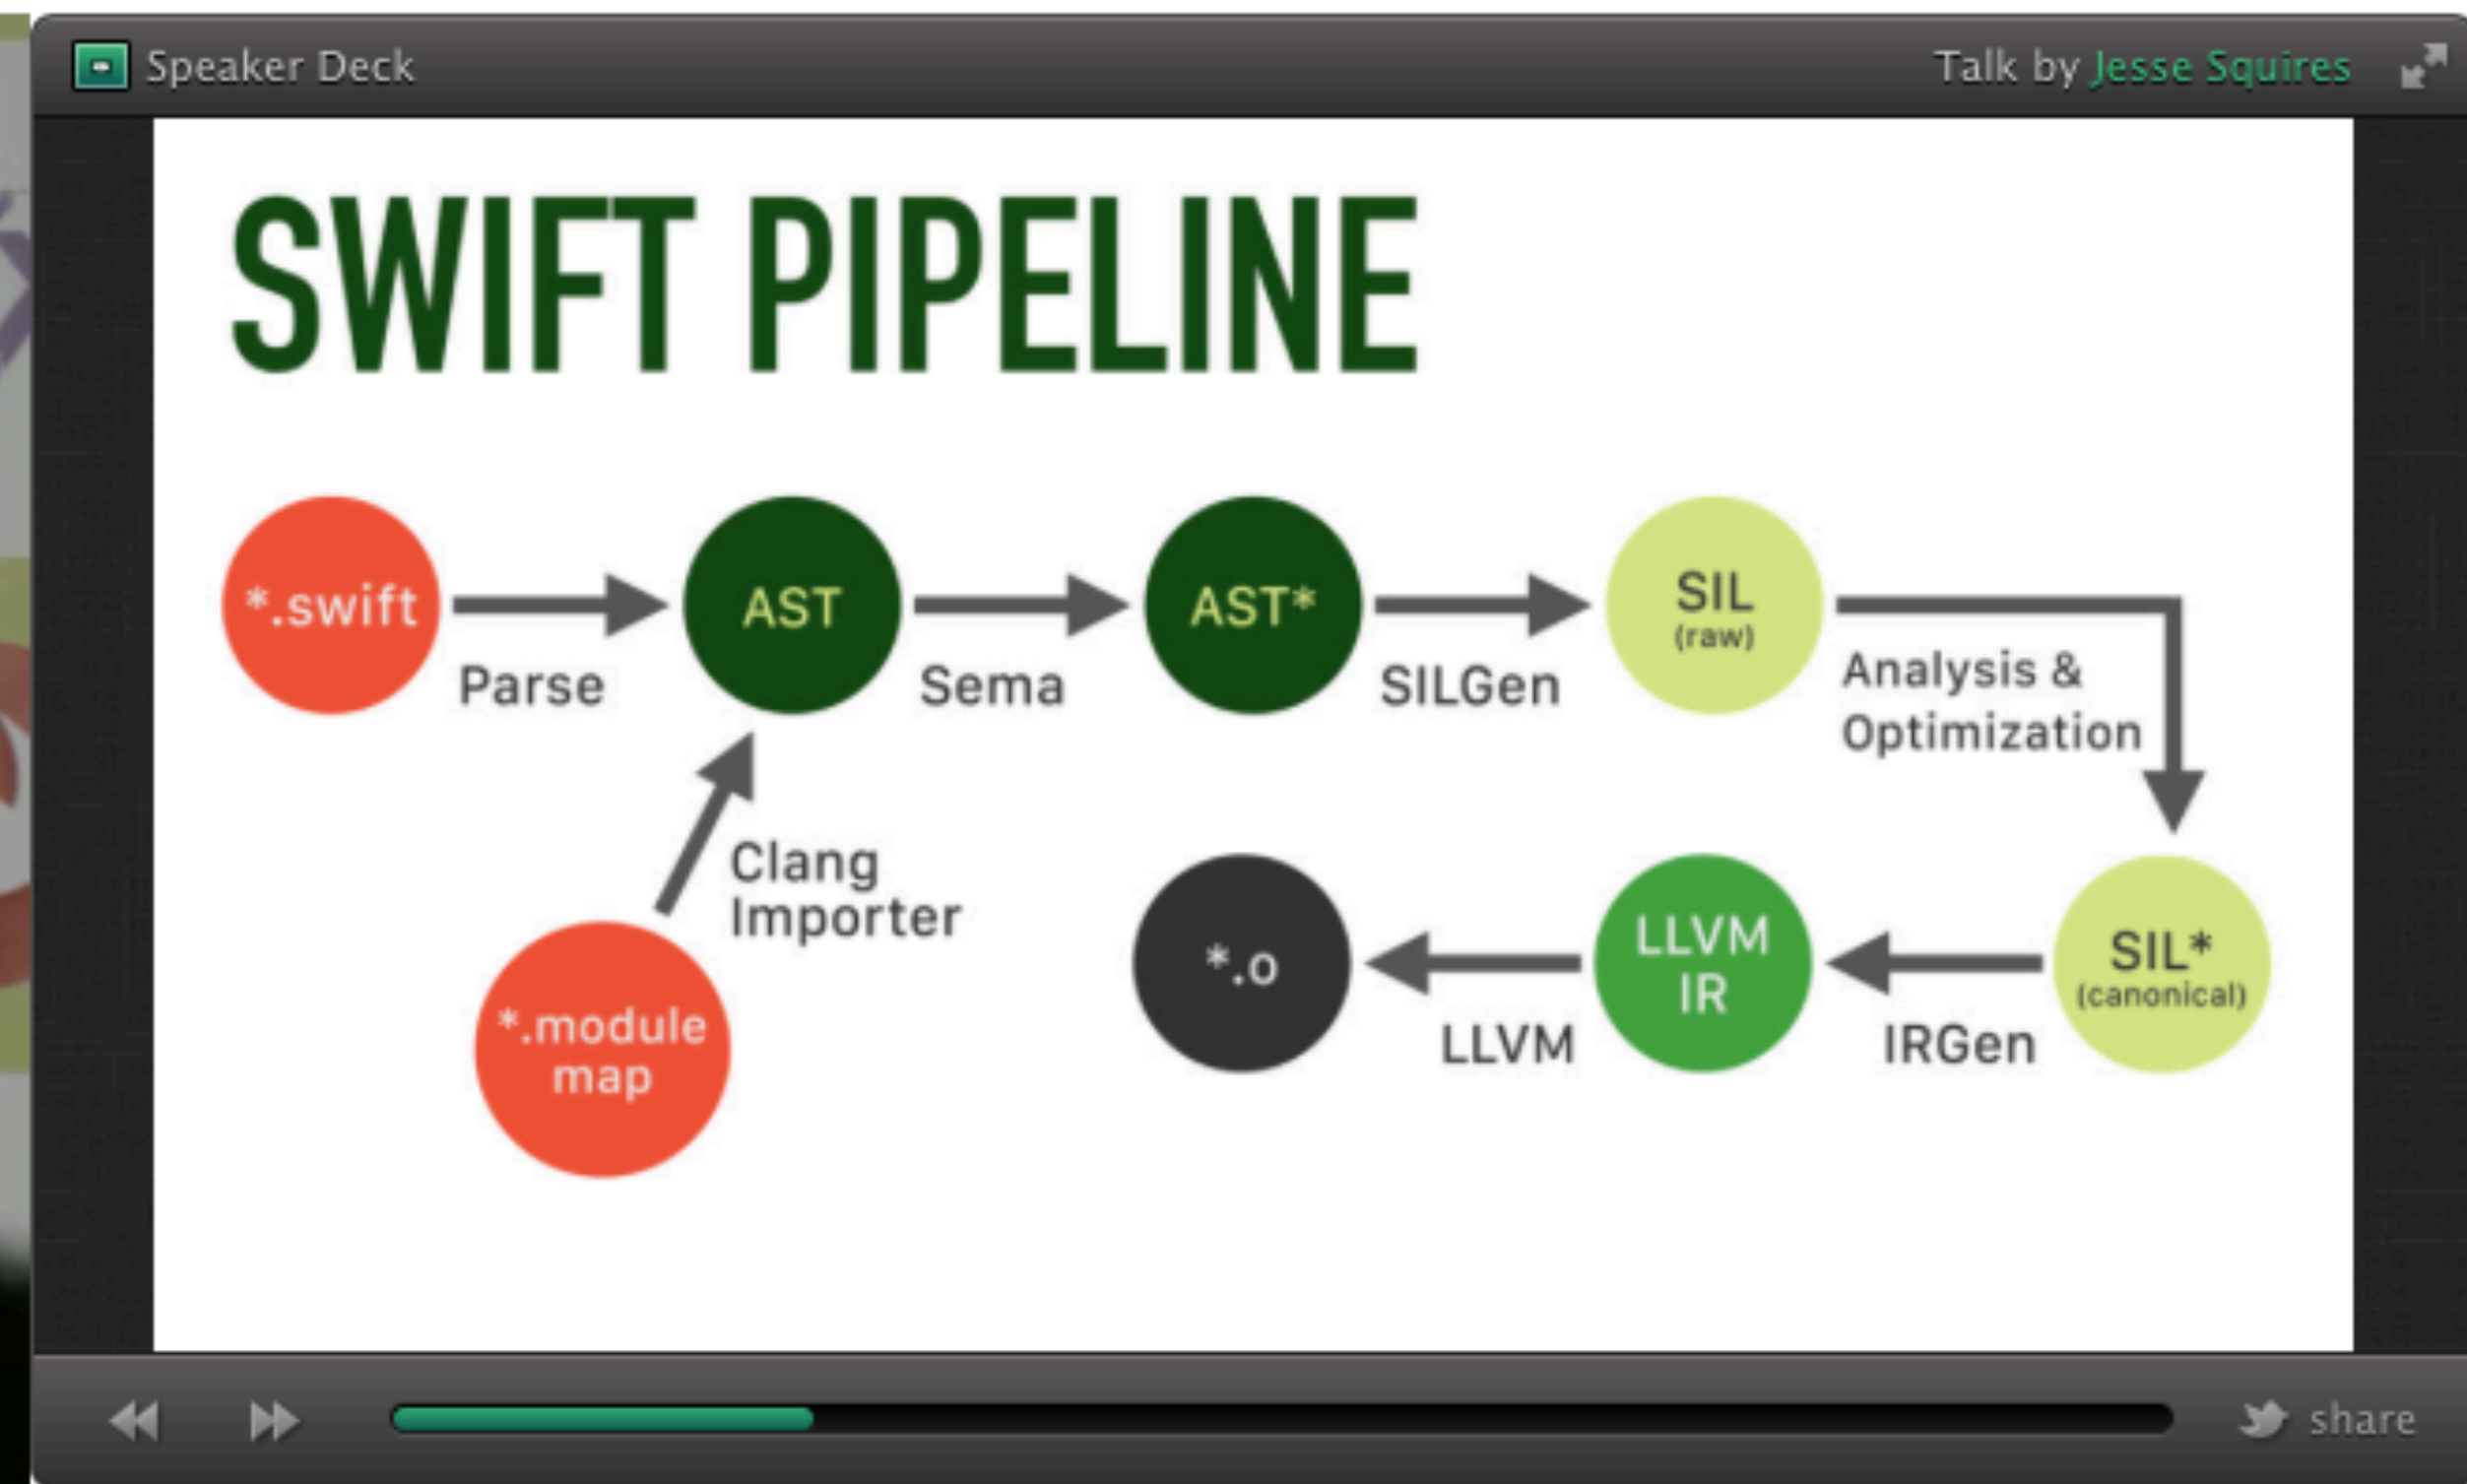 Speaker Deck
Talk by Jesse Squires
SWIFT PIPELINE
*.swift
Parse
AST
Sema
AST*
SILGen
SIL
(raw)
Analysis &
Optimization
Clang
Importer
*.module
map
*.o
LLVM
LLVM
IR
IRGen
SIL*
(canonical)
share